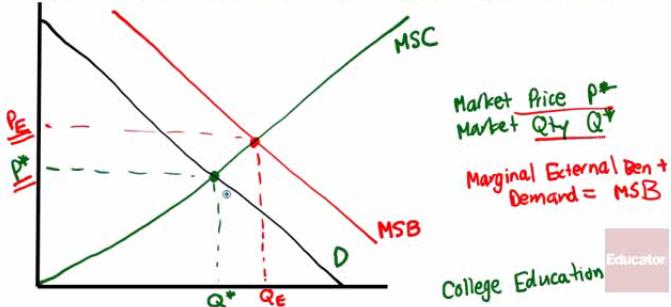 MSC
Market Price P*
Market Qty Q*
PE
P*
Marginal External Ben +
Demand = MSB
MSB
D
Educator
College Education
Q*
QE